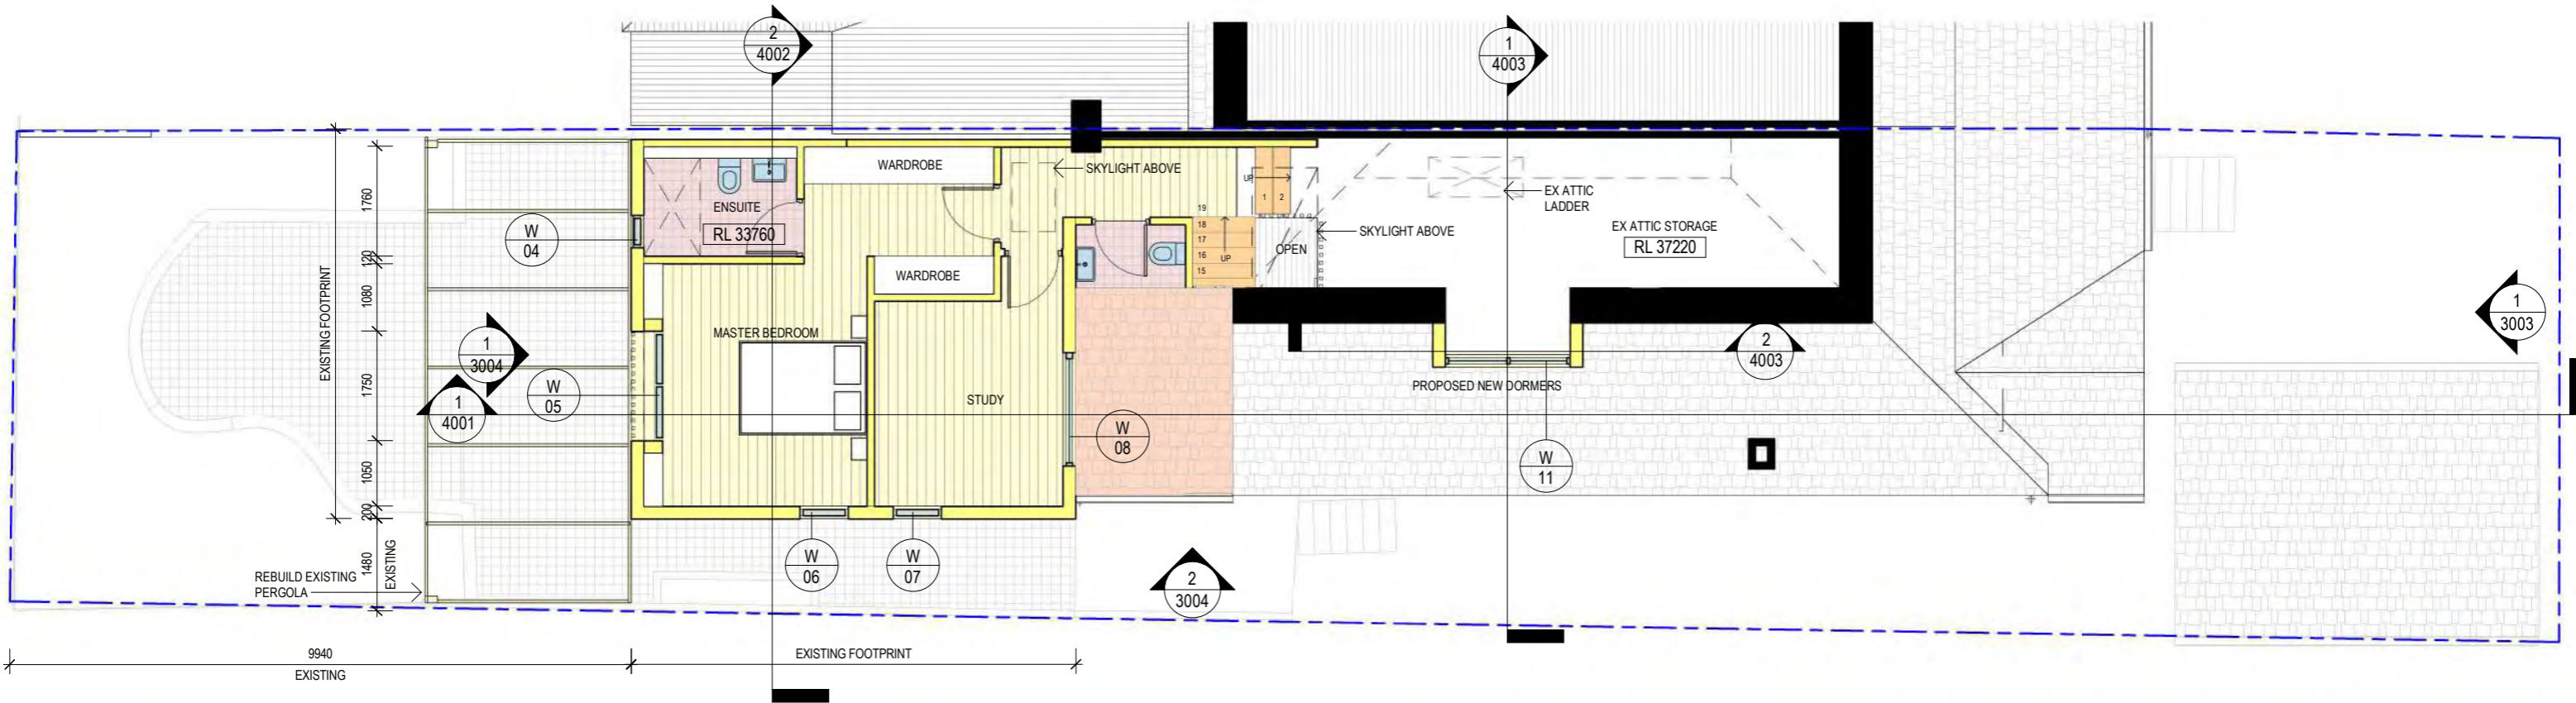 2
4002
1
4003
WARDROBE
SKYLIGHT ABOVE
UP
1 2
EX ATTIC
LADDER
ENSUITE
RL 33760
19
18
17
16
15
UP
OPEN
SKYLIGHT ABOVE
EX ATTIC STORAGE
RL 37220
W
04
WARDROBE
EXISTING FOOTPRINT
1760
120
1080
1750
1050
200
1480
EXISTING
1
3004
1
4001
W
05
MASTER BEDROOM
STUDY
W
08
PROPOSED NEW DORMERS
2
4003
1
3003
W
11
W
06
W
07
2
3004
REBUILD EXISTING
PERGOLA
9940
EXISTING
EXISTING FOOTPRINT